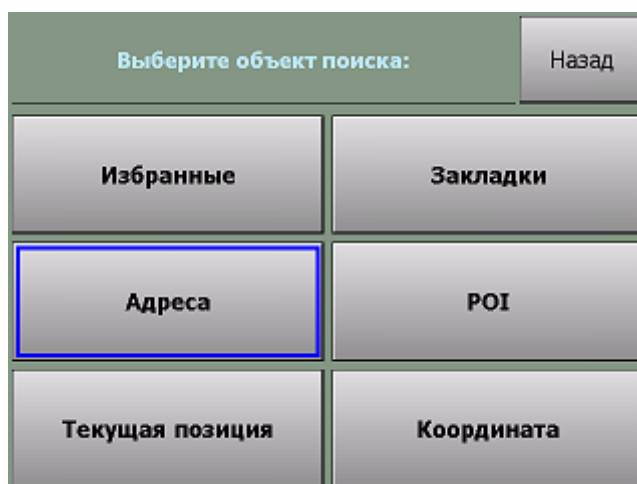 Выберите объект поиска:
Назад
Избранные
Закладки
Адреса
POI
Текущая позиция
Координата